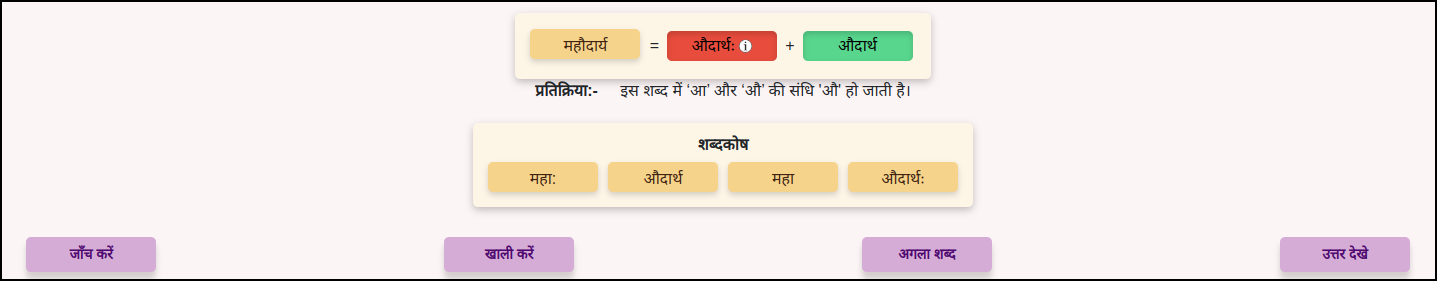 महौदार्य = औदार्थः i + औदार्थ
प्रतिक्रिया:- इस शब्द में ‘आ’ और ‘औ’ की संधि 'औ' हो जाती है।
शब्दकोष
महाः औदार्थ महा औदार्थः
जाँच करें खाली करें अगला शब्द उत्तर देखे